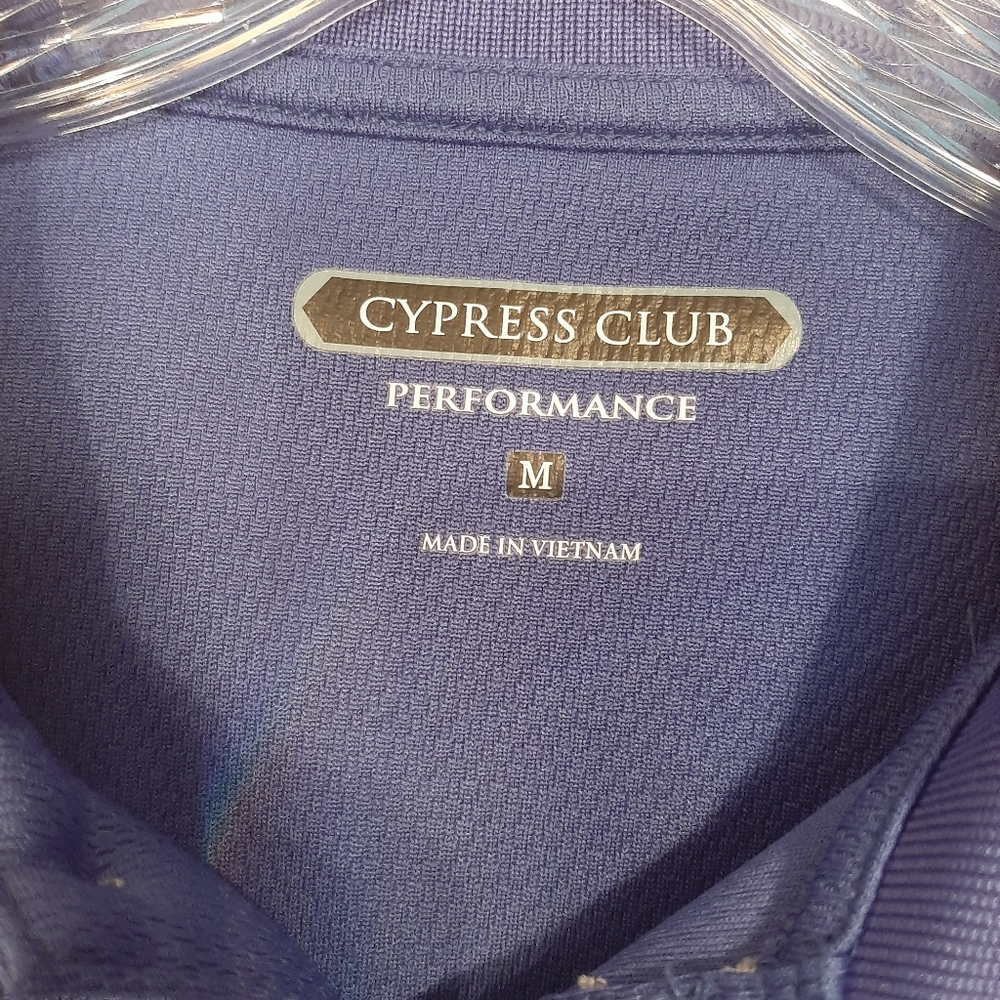 CYPRESS CLUB
PERFORMANCE
M
MADE IN VIETNAM